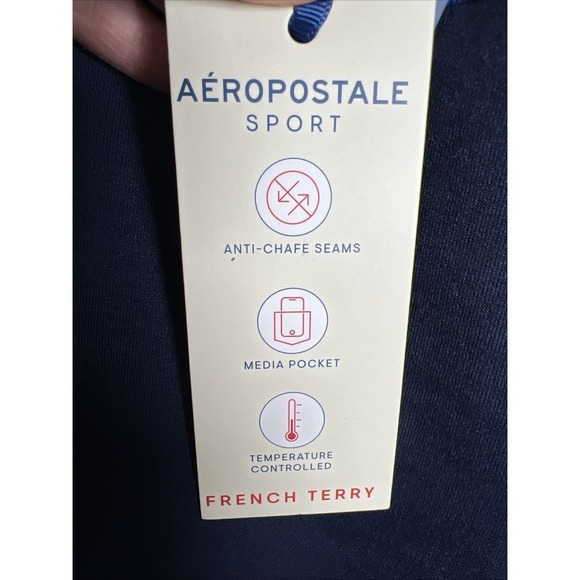 AÉROPOSTALE
SPORT
ANTI-CHAFE SEAMS
MEDIA POCKET
TEMPERATURE
CONTROLLED
FRENCH TERRY